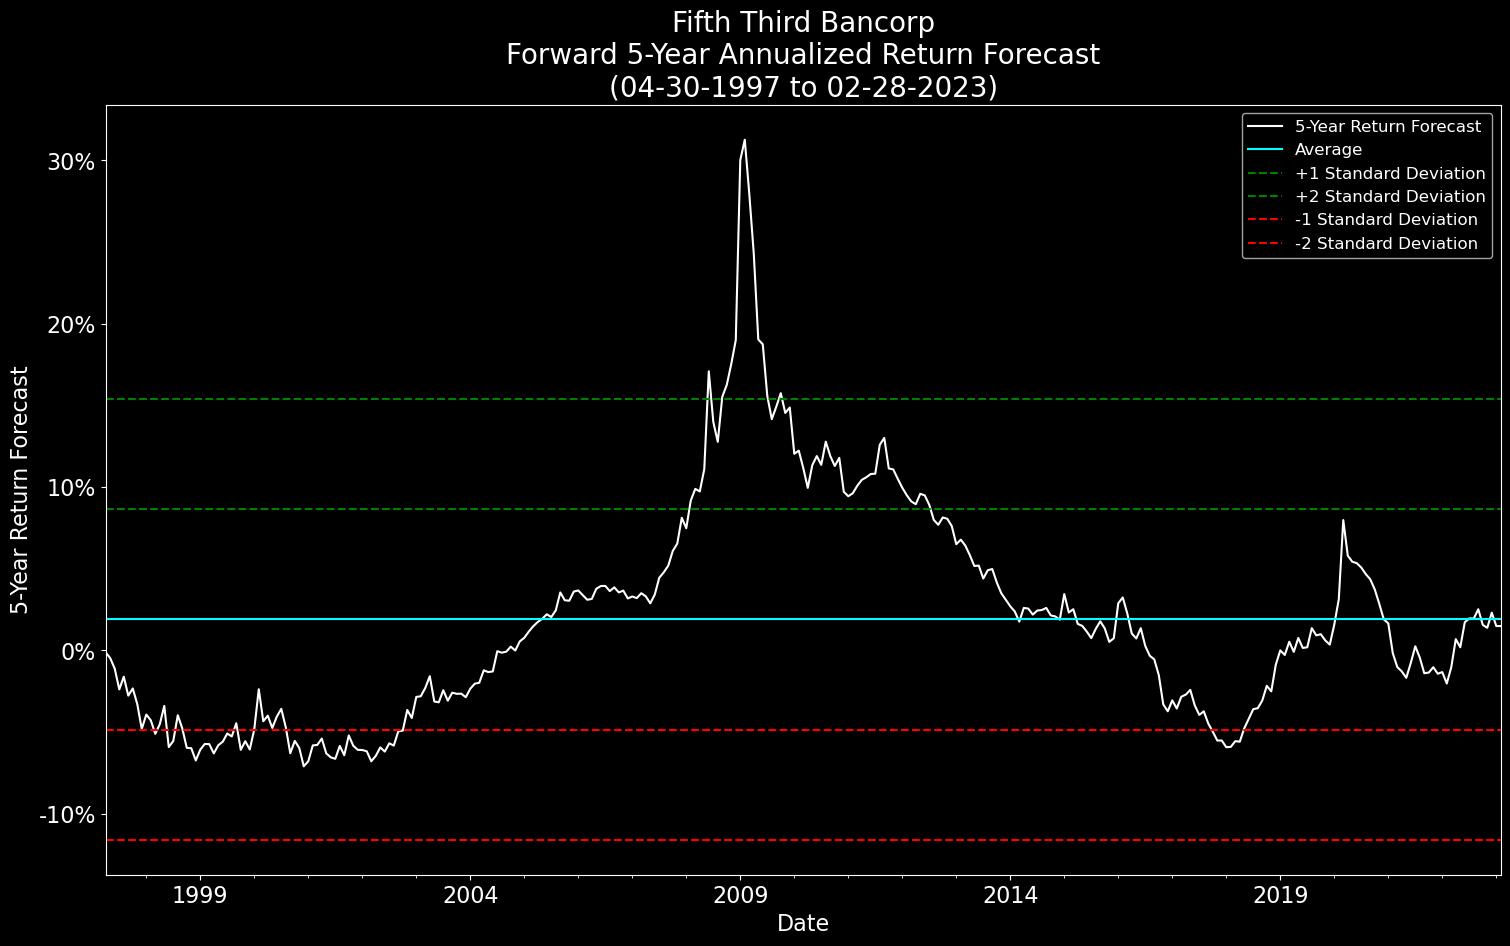 Fifth Third Bancorp
Forward 5-Year Annualized Return Forecast
(04-30-1997 to 02-28-2023)
5-Year Return Forecast
Average
+1 Standard Deviation
+2 Standard Deviation
-1 Standard Deviation
-2 Standard Deviation
30%
20%
10%
0%
-10%
5-Year Return Forecast
1999
2004
2009
2014
2019
Date